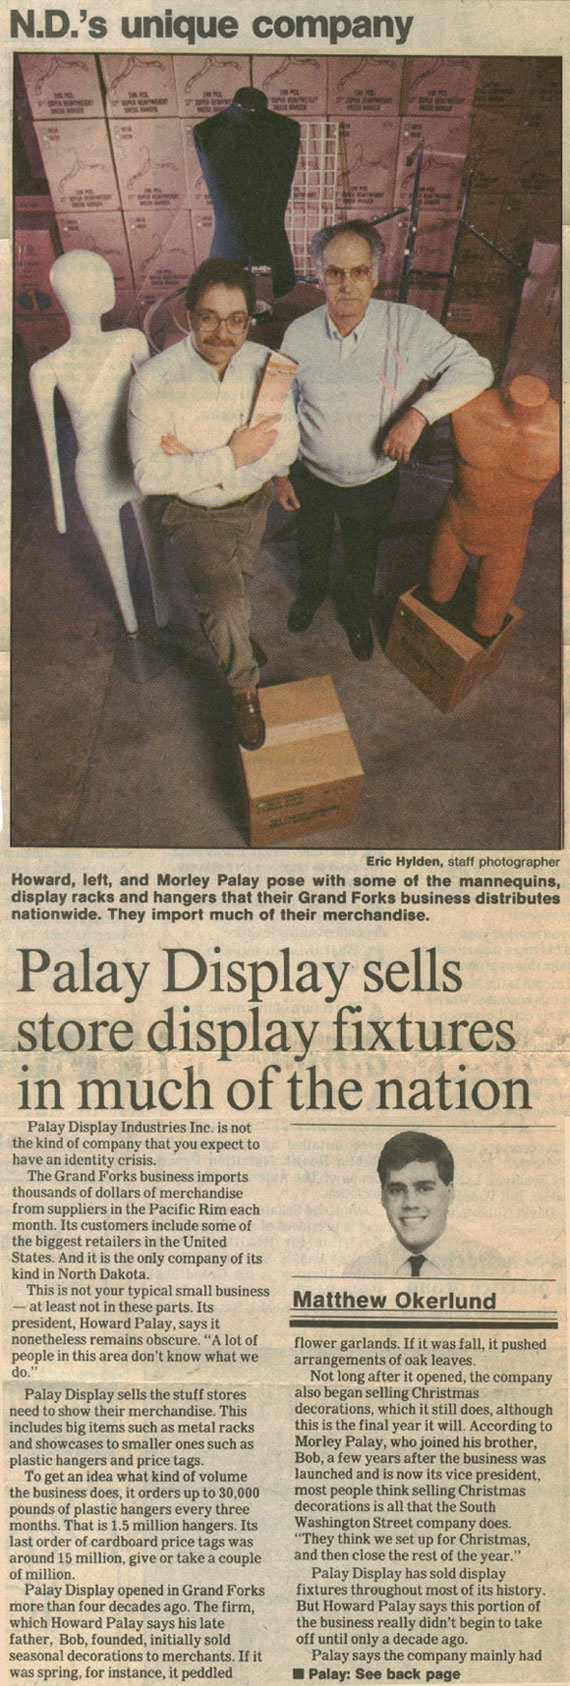 N.D.'s unique company
Eric Hylden, staff photographer
Howard, left, and Morley Palay pose with some of the mannequins,
display racks and hangers that their Grand Forks business distributes
nationwide. They import much of their merchandise.
Palay Display sells
store display fixtures
in much of the nation
Palay Display Industries Inc. is not
the kind of company that you expect to
have an identity crisis.
The Grand Forks business imports
thousands of dollars of merchandise
from suppliers in the Pacific Rim each
month. Its customers include some of
the biggest retailers in the United
States. And it is the only company of its
kind in North Dakota.
This is not your typical small business
— at least not in these parts. Its
president, Howard Palay, says it
nonetheless remains obscure. “A lot of
people in this area don't know what we
do.”
Palay Display sells the stuff stores
need to show their merchandise. This
includes big items such as metal racks
and showcases to smaller ones such as
plastic hangers and price tags.
To get an idea what kind of volume
the business does, it orders up to 30,000
pounds of plastic hangers every three
months. That is 1.5 million hangers. Its
last order of cardboard price tags was
around 15 million, give or take a couple
of million.
Palay Display opened in Grand Forks
more than four decades ago. The firm,
which Howard Palay says his late
father, Bob, founded, initially sold
seasonal decorations to merchants. If it
was spring, for instance, it peddled
Matthew Okerlund
flower garlands. If it was fall, it pushed
arrangements of oak leaves.
Not long after it opened, the company
also began selling Christmas
decorations, which it still does, although
this is the final year it will. According to
Morley Palay, who joined his brother,
Bob, a few years after the business was
launched and is now its vice president,
most people think selling Christmas
decorations is all that the South
Washington Street company does.
“They think we set up for Christmas,
and then close the rest of the year.”
Palay Display has sold display
fixtures throughout most of its history.
But Howard Palay says this portion of
the business really didn't begin to take
off until only a decade ago.
Palay says the company mainly had
■ Palay: See back page